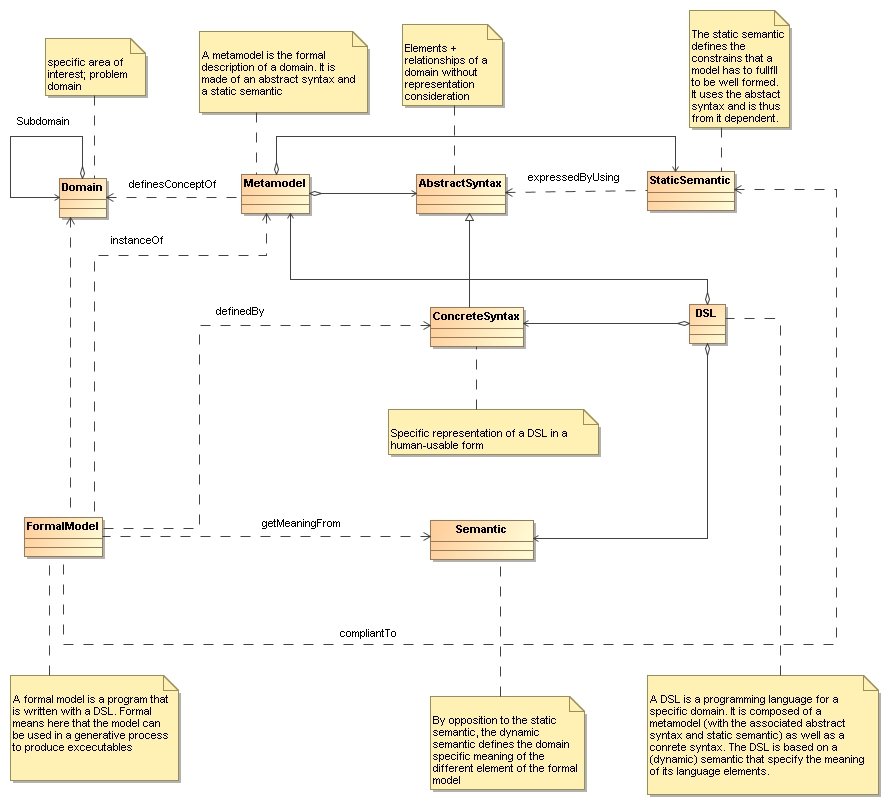 specific area of
interest; problem
domain
A metamodel is the formal
description of a domain. It is
made of an abstract syntax and
a static semantic
Elements +
relationships of a
domain without
representation
consideration
The static semantic
defines the
constrains that a
model has to fullfil
to be well formed.
It uses the abstact
syntax and is thus
from it dependent.
Subdomain
Domain
definesConceptOf
Metamodel
AbstractSyntax
expressedByUsing
StaticSemantic
instanceOf
definedBy
ConcreteSyntax
DSL
Specific representation of a DSL in a
human-usable form
FormalModel
getMeaningFrom
Semantic
compliantTo
A formal model is a program that
is written with a DSL. Formal
means here that the model can
be used in a generative process
to produce excecutables
By opposition to the static
semantic, the dynamic
semantic defines the domain
specific meaning of the
different element of the formal
model
A DSL is a programming language for a
specific domain. It is composed of a
metamodel (with the associated abstract
syntax and static semantic) as well as a
conrete syntax. The DSL is based on a
(dynamic) semantic that specify the meaning
of its language elements.